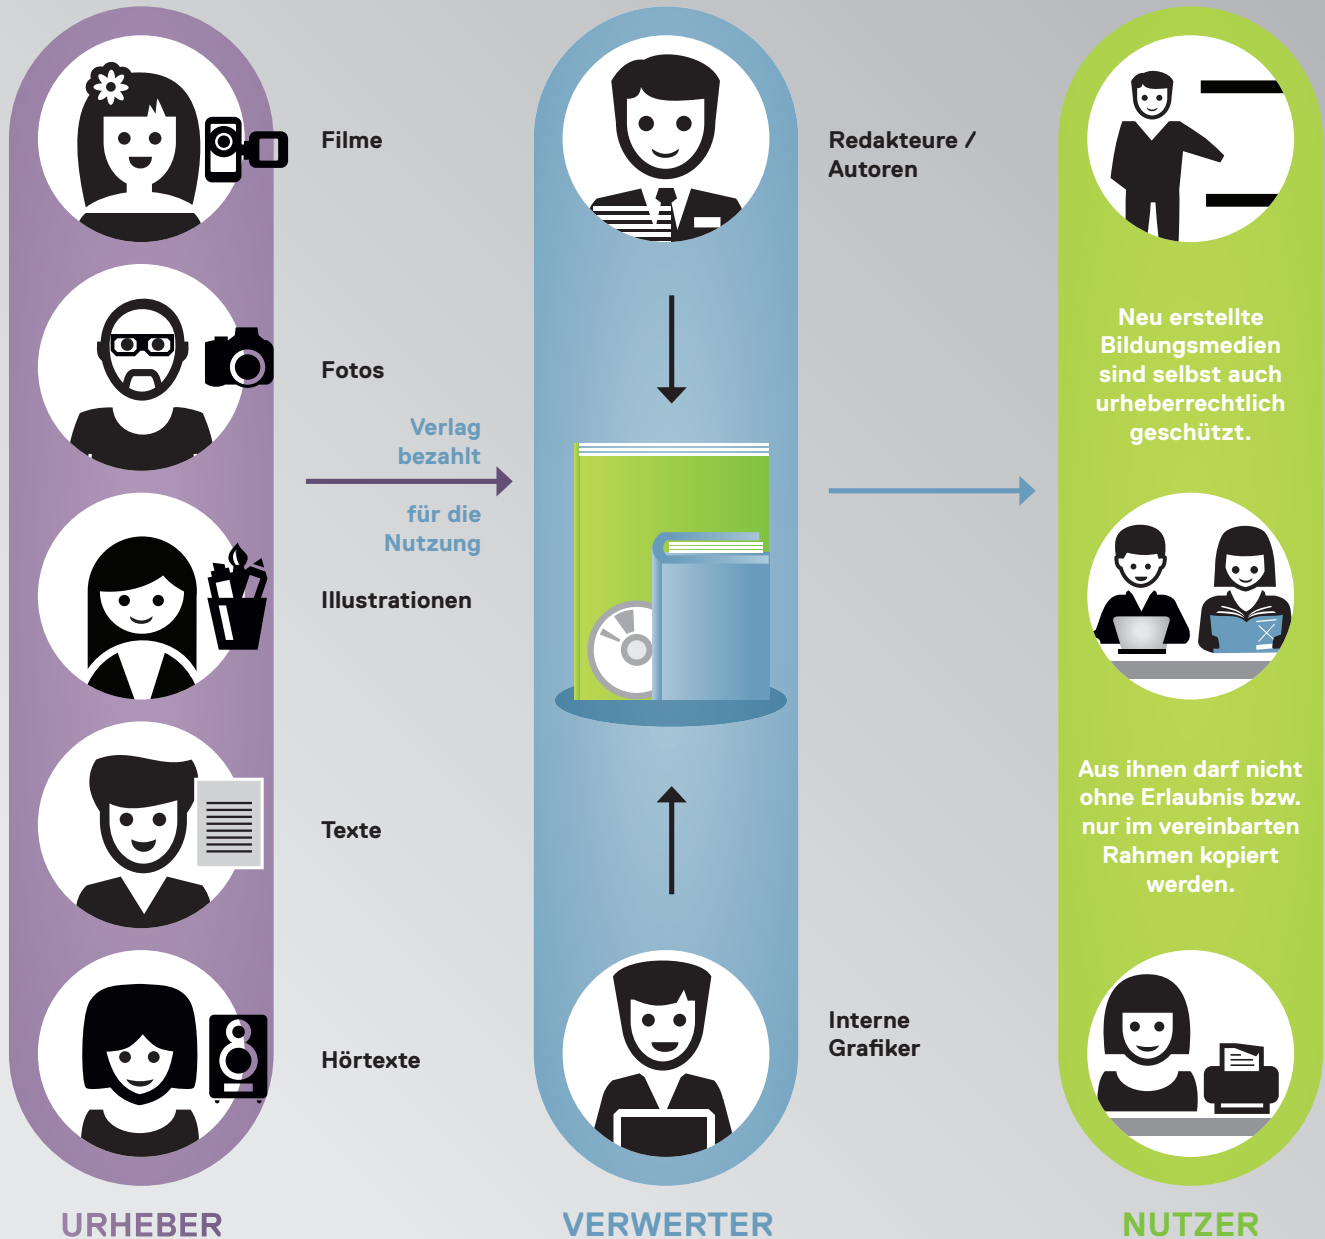 Filme
Fotos
Verlag
bezahlt
für die
Nutzung
Illustrationen
Texte
Hörtexte
URHEBER
Redakteure /
Autoren
Interne
Grafiker
VERWERTER
Neu erstellte
Bildungsmedien
sind selbst auch
urheberrechtlich
geschützt.
Aus ihnen darf nicht
ohne Erlaubnis bzw.
nur im vereinbarten
Rahmen kopiert
werden.
NUTZER